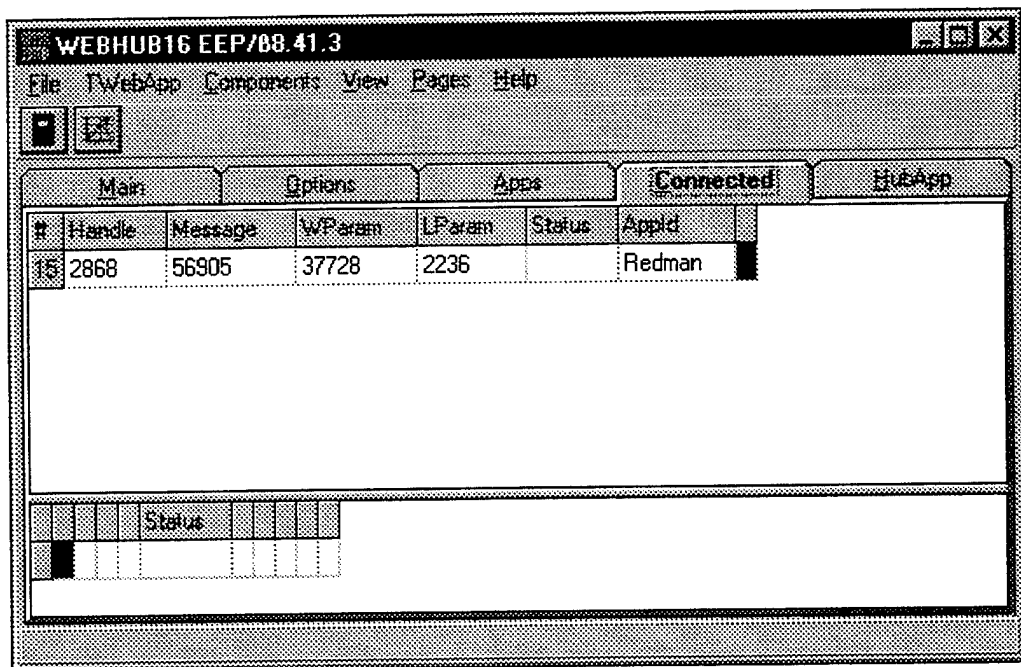 WEBHUB16 EEP/88.41.3
File TWebApp Components View Pages Help
Main Options Apps Connected HubApp
# Handle Message WParam LParam Status AppId
15 2868 56905 37728 2236 Redman
Status